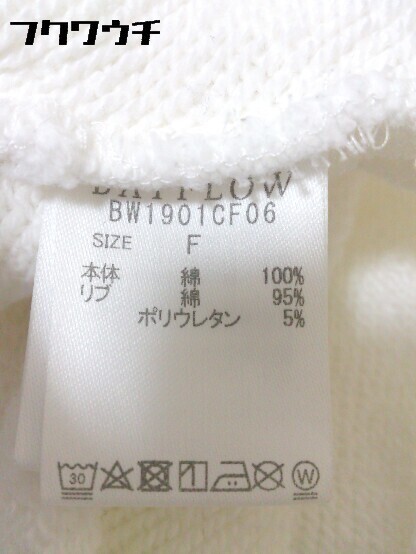 フクワウチ
BAYFLOW
BW1901CF06
SIZE F
本体 綿 100%
リブ 綿 95%
ポリウレタン 5%
30
W